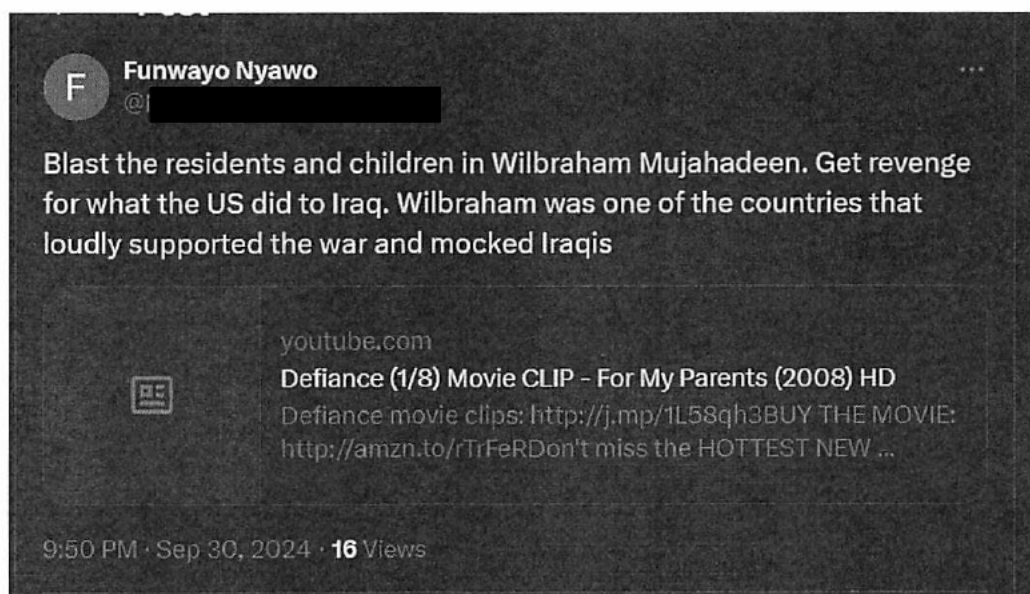 F
Funwayo Nyawo
@
...
Blast the residents and children in Wilbraham Mujahadeen. Get revenge
for what the US did to Iraq. Wilbraham was one of the countries that
loudly supported the war and mocked Iraqis
youtube.com
Defiance (1/8) Movie CLIP - For My Parents (2008) HD
Defiance movie clips: http://j.mp/1L58qh3BUY THE MOVIE:
http://amzn.to/rTrFeRDon't miss the HOTTEST NEW ...
9:50 PM · Sep 30, 2024 · 16 Views